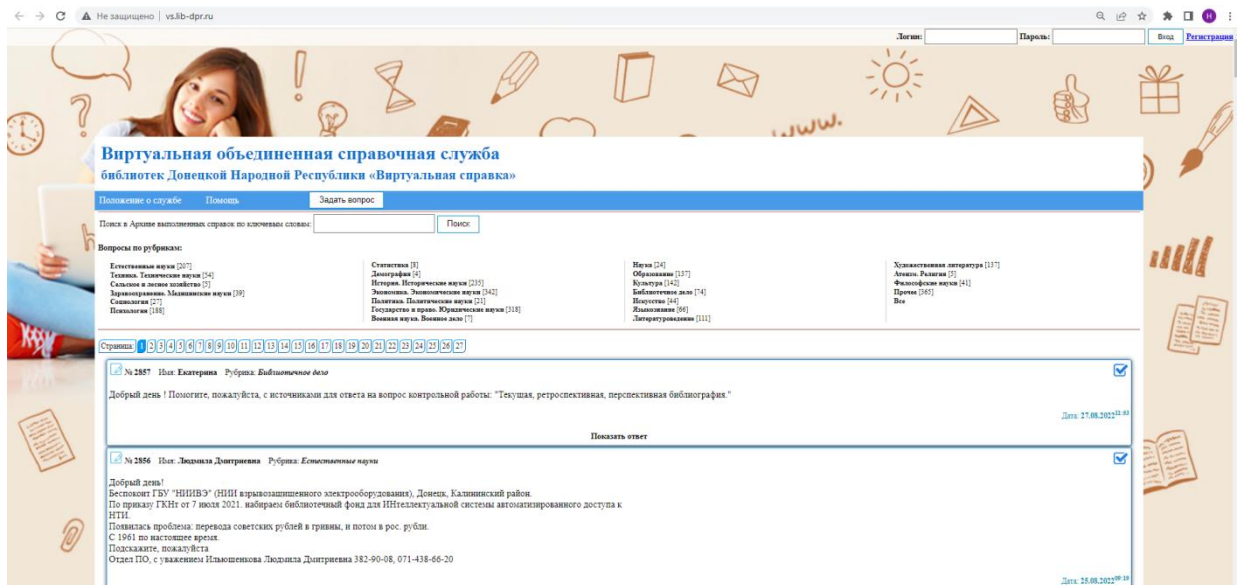 Не защищено | vs.lib-dpr.ru
Н
Логин: Пароль: Вход Регистрация
www.
Виртуальная объединенная справочная служба
библиотек Донецкой Народной Республики «Виртуальная справка»
Положение о службе Помощь Задать вопрос
Поиск в Архиве выполненных справок по ключевым словам: Поиск
Вопросы по рубрикам:
Естественные науки [207]
Техника. Технические науки [54]
Сельское и лесное хозяйство [5]
Здравоохранение. Медицинские науки [39]
Социология [27]
Психология [188]
Статистика [8]
Демография [4]
История. Исторические науки [235]
Экономика. Экономические науки [342]
Политика. Политические науки [21]
Государство и право. Юридические науки [318]
Военная наука. Военное дело [7]
Наука [24]
Образование [137]
Культура [142]
Библиотечное дело [74]
Искусство [44]
Языкознание [66]
Литературоведение [111]
Художественная литература [137]
Атеизм. Религия [5]
Философские науки [41]
Прочее [365]
Все
Страница: 1 2 3 4 5 6 7 8 9 10 11 12 13 14 15 16 17 18 19 20 21 22 23 24 25 26 27
№ 2857 Имя: Екатерина Рубрика: Библиотечное дело
Добрый день ! Помогите, пожалуйста, с источниками для ответа на вопрос контрольной работы: "Текущая, ретроспективная, перспективная библиография."
Дата: 27.08.2022
Показать ответ
№ 2856 Имя: Людмила Дмитриевна Рубрика: Естественные науки
Добрый день!
Беспокоит ГБУ "НИИВЭ" (НИИ взрывозащищенного электрооборудования), Донецк, Калининский район.
По приказу ГКНт от 7 июля 2021. набираем библиотечный фонд для ИНтеллектуальной системы автоматизированного доступа к
НТИ.
Появилась проблема: перевода советских рублей в гривны, и потом в рос. рубли.
С 1961 по настоящее время.
Подскажите, пожалуйста
Отдел ПО, с уважением Ильюшенкова Людмила Дмитриевна 382-90-08, 071-438-66-20
Дата: 25.08.2022